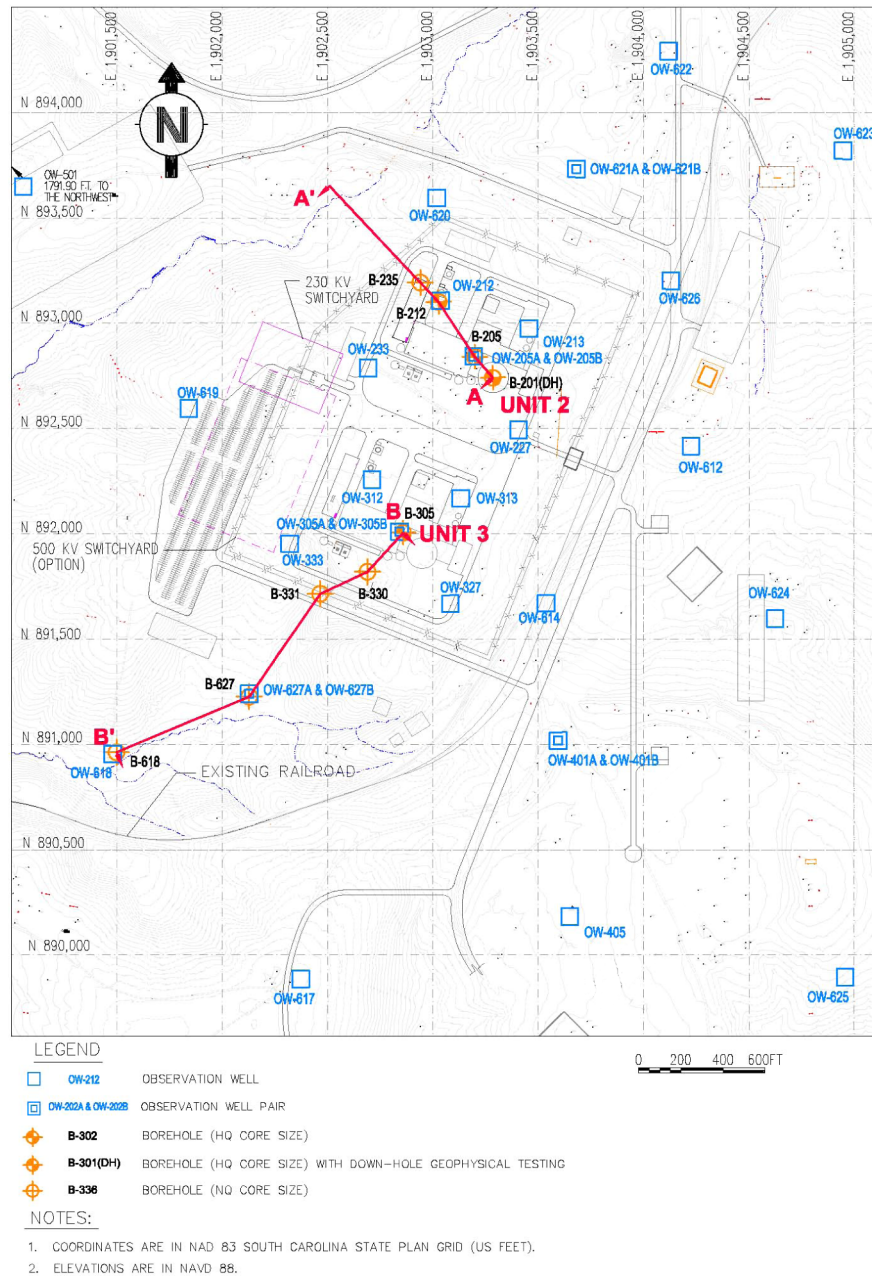 E 1,901,500
E 1,902,000
E 1,902,500
E 1,903,000
E 1,903,500
E 1,904,000
E 1,904,500
E 1,905,000
OW-622
N 894,000
N
OW-623
OW-501
1791.90 FT. TO
THE NORTHWEST
OW-621A & OW-621B
A'
OW-620
N 893,500
B-235
OW-212
230 KV
SWITCHYARD
OW-626
B-212
N 893,000
B-205
OW-213
OW-233
OW-205A & OW-205B
B-201(DH)
A
UNIT 2
OW-619
N 892,500
OW-227
OW-612
OW-312
OW-313
B
B-305
OW-305A & OW-305B
UNIT 3
N 892,000
500 KV SWITCHYARD
(OPTION)
OW-333
B-331
B-330
OW-327
OW-614
OW-624
N 891,500
B-627
OW-627A & OW-627B
B'
N 891,000
B-618
OW-618
OW-401A & OW-401B
EXISTING RAILROAD
N 890,500
OW-405
N 890,000
OW-617
OW-625
LEGEND
0 200 400 600FT
OW-212 OBSERVATION WELL
OW-202A & OW-202B OBSERVATION WELL PAIR
B-302 BOREHOLE (HQ CORE SIZE)
B-301(DH) BOREHOLE (HQ CORE SIZE) WITH DOWN-HOLE GEOPHYSICAL TESTING
B-336 BOREHOLE (NQ CORE SIZE)
NOTES:
1. COORDINATES ARE IN NAD 83 SOUTH CAROLINA STATE PLAN GRID (US FEET).
2. ELEVATIONS ARE IN NAVD 88.